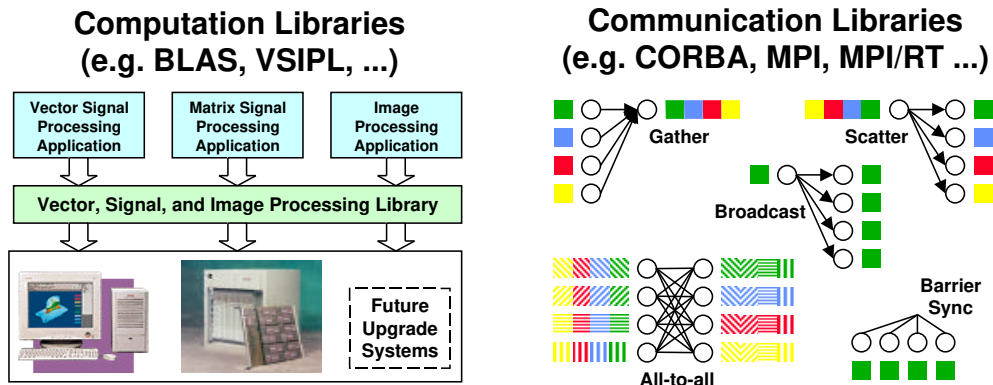 Computation Libraries
(e.g. BLAS, VSIPL, ...)
Vector Signal
Processing
Application
Matrix Signal
Processing
Application
Image
Processing
Application
Vector, Signal, and Image Processing Library
Future
Upgrade
Systems
Communication Libraries
(e.g. CORBA, MPI, MPI/RT ...)
Gather
Scatter
Broadcast
All-to-all
Barrier
Sync